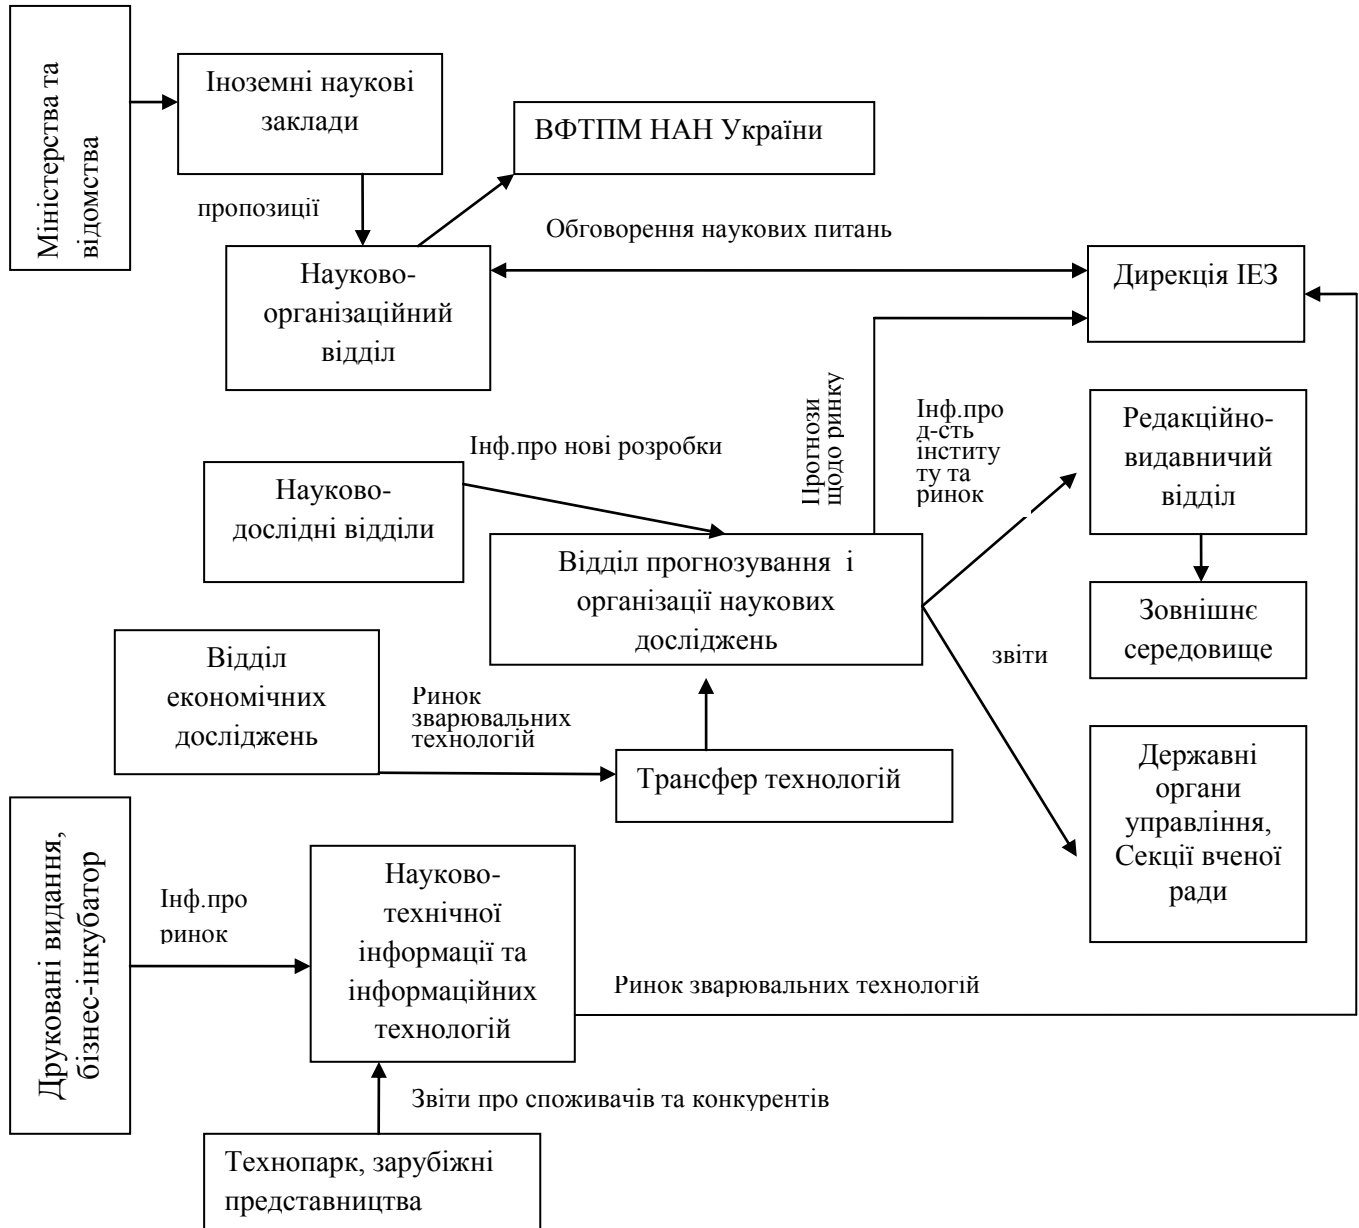 Міністерства та
відомства
Іноземні наукові
заклади
ВФТПМ НАН України
пропозиції
Обговорення наукових питань
Науково-
організаційний
відділ
Дирекція ІЕЗ
Прогнози
щодо ринку
Інф.про
д-сть
інститу
ту та
ринок
Редакційно-
видавничий
відділ
Інф.про нові розробки
Науково-
дослідні відділи
Відділ прогнозування і
організації наукових
досліджень
Зовнішнє
середовище
звіти
Відділ
економічних
досліджень
Ринок
зварювальних
технологій
Трансфер технологій
Державні
органи
управління,
Секції вченої
ради
Друковані видання,
бізнес-інкубатор
Інф.про
ринок
Науково-
технічної
інформації та
інформаційних
технологій
Ринок зварювальних технологій
Звіти про споживачів та конкурентів
Технопарк, зарубіжні
представництва